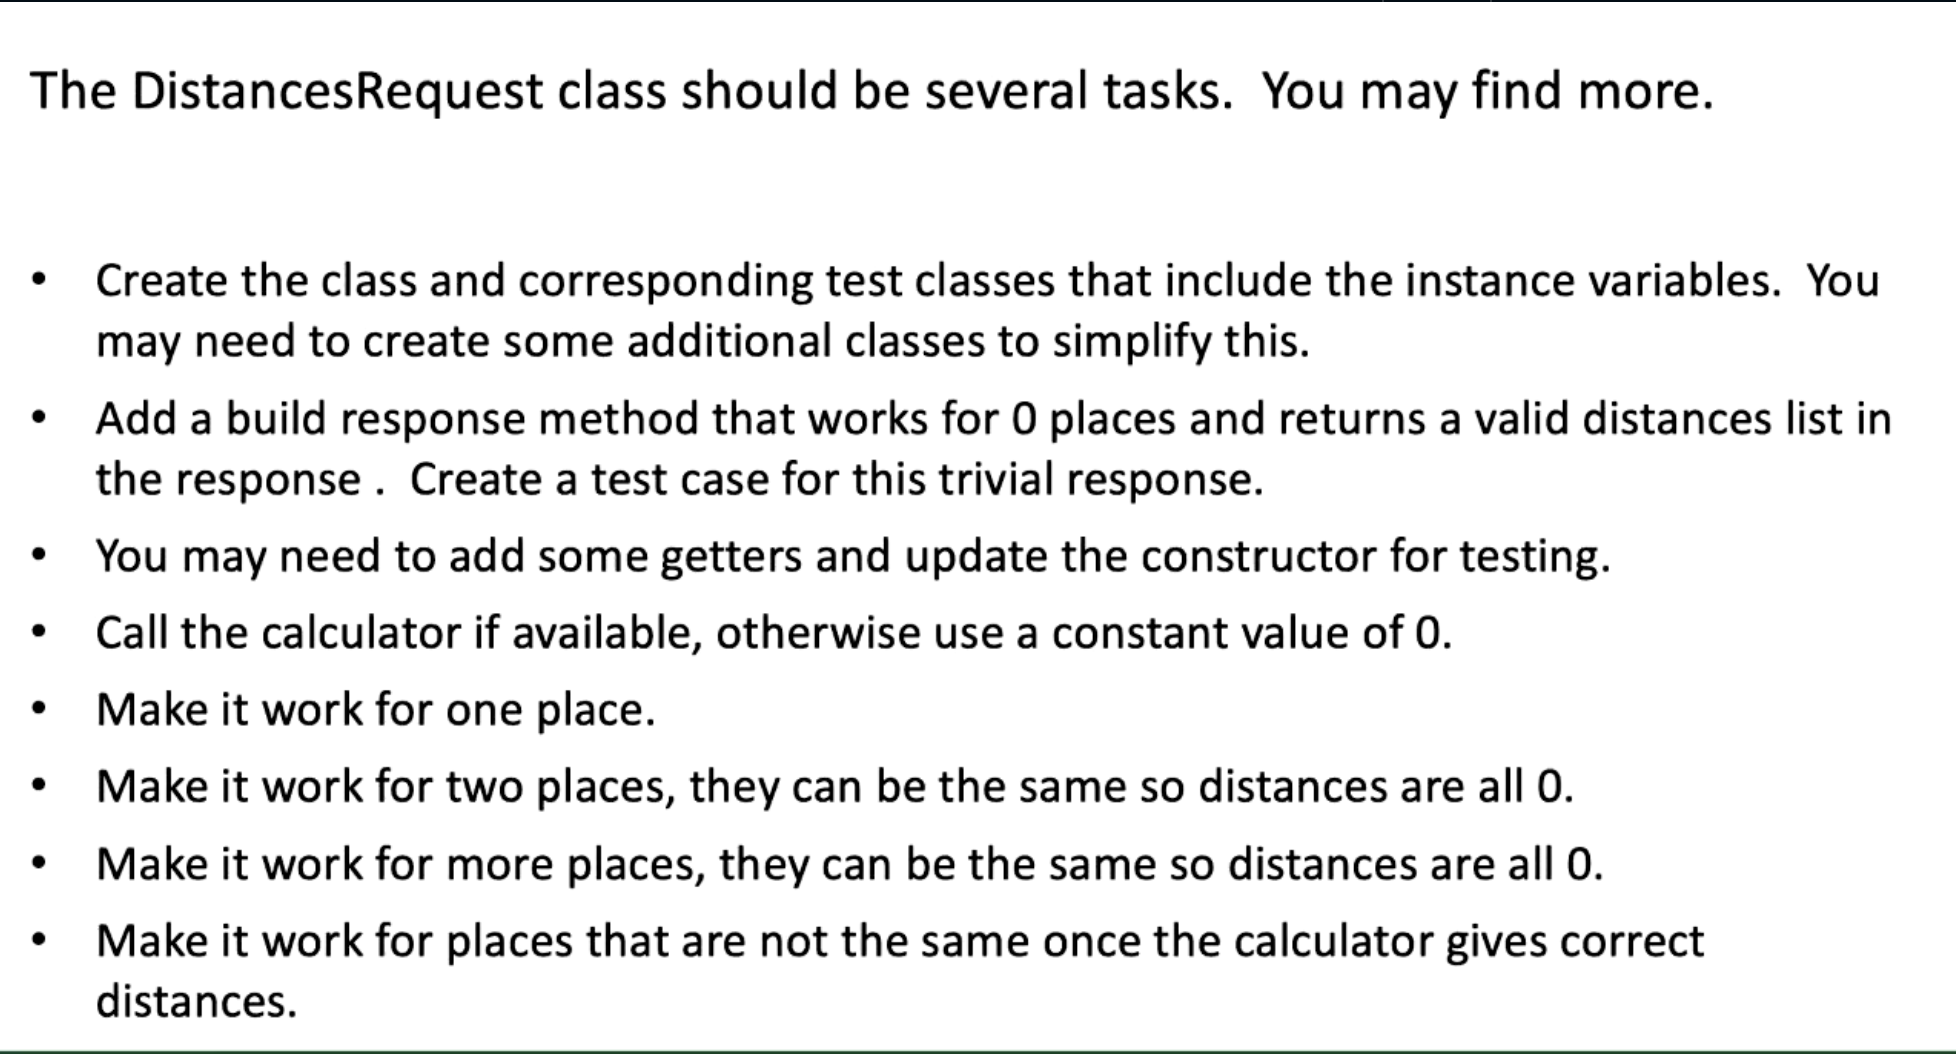 The DistancesRequest class should be several tasks.  You may find more.
• Create the class and corresponding test classes that include the instance variables.  You
may need to create some additional classes to simplify this.
• Add a build response method that works for 0 places and returns a valid distances list in
the response .  Create a test case for this trivial response.
• You may need to add some getters and update the constructor for testing.
• Call the calculator if available, otherwise use a constant value of 0.
• Make it work for one place.
• Make it work for two places, they can be the same so distances are all 0.
• Make it work for more places, they can be the same so distances are all 0.
• Make it work for places that are not the same once the calculator gives correct
distances.